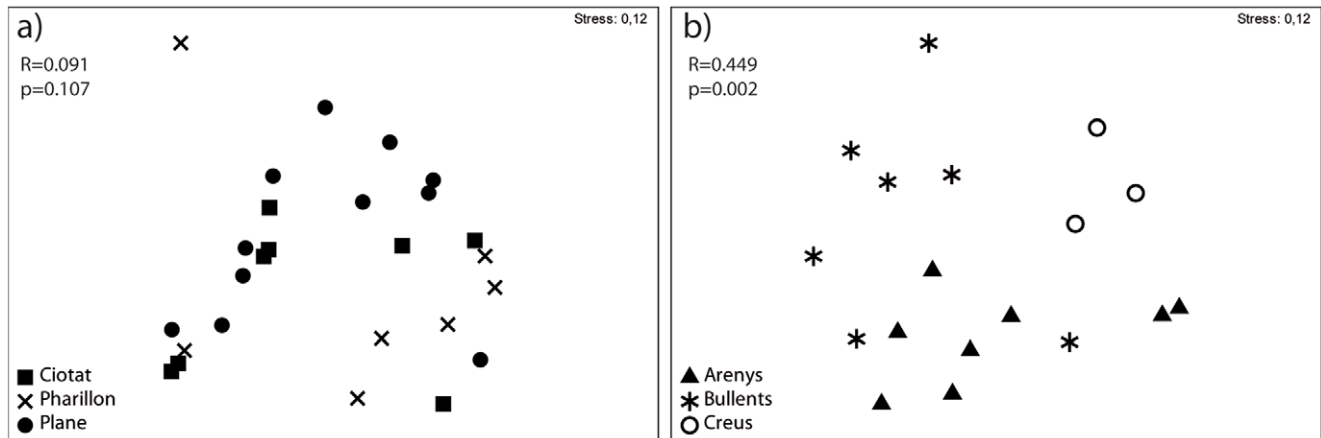 a)
Stress: 0,12
R=0.091
p=0.107
Ciotat
Pharillon
Plane
b)
Stress: 0,12
R=0.449
p=0.002
Arenys
Bullents
Creus